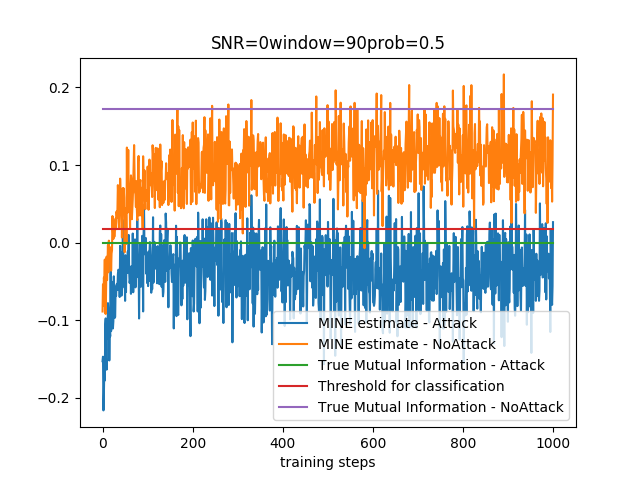 SNR=0window=90prob=0.5
0.2
0.1
0.0
−0.1
−0.2
MINE estimate - Attack
MINE estimate - NoAttack
True Mutual Information - Attack
Threshold for classification
True Mutual Information - NoAttack
0 200 400 600 800 1000
training steps